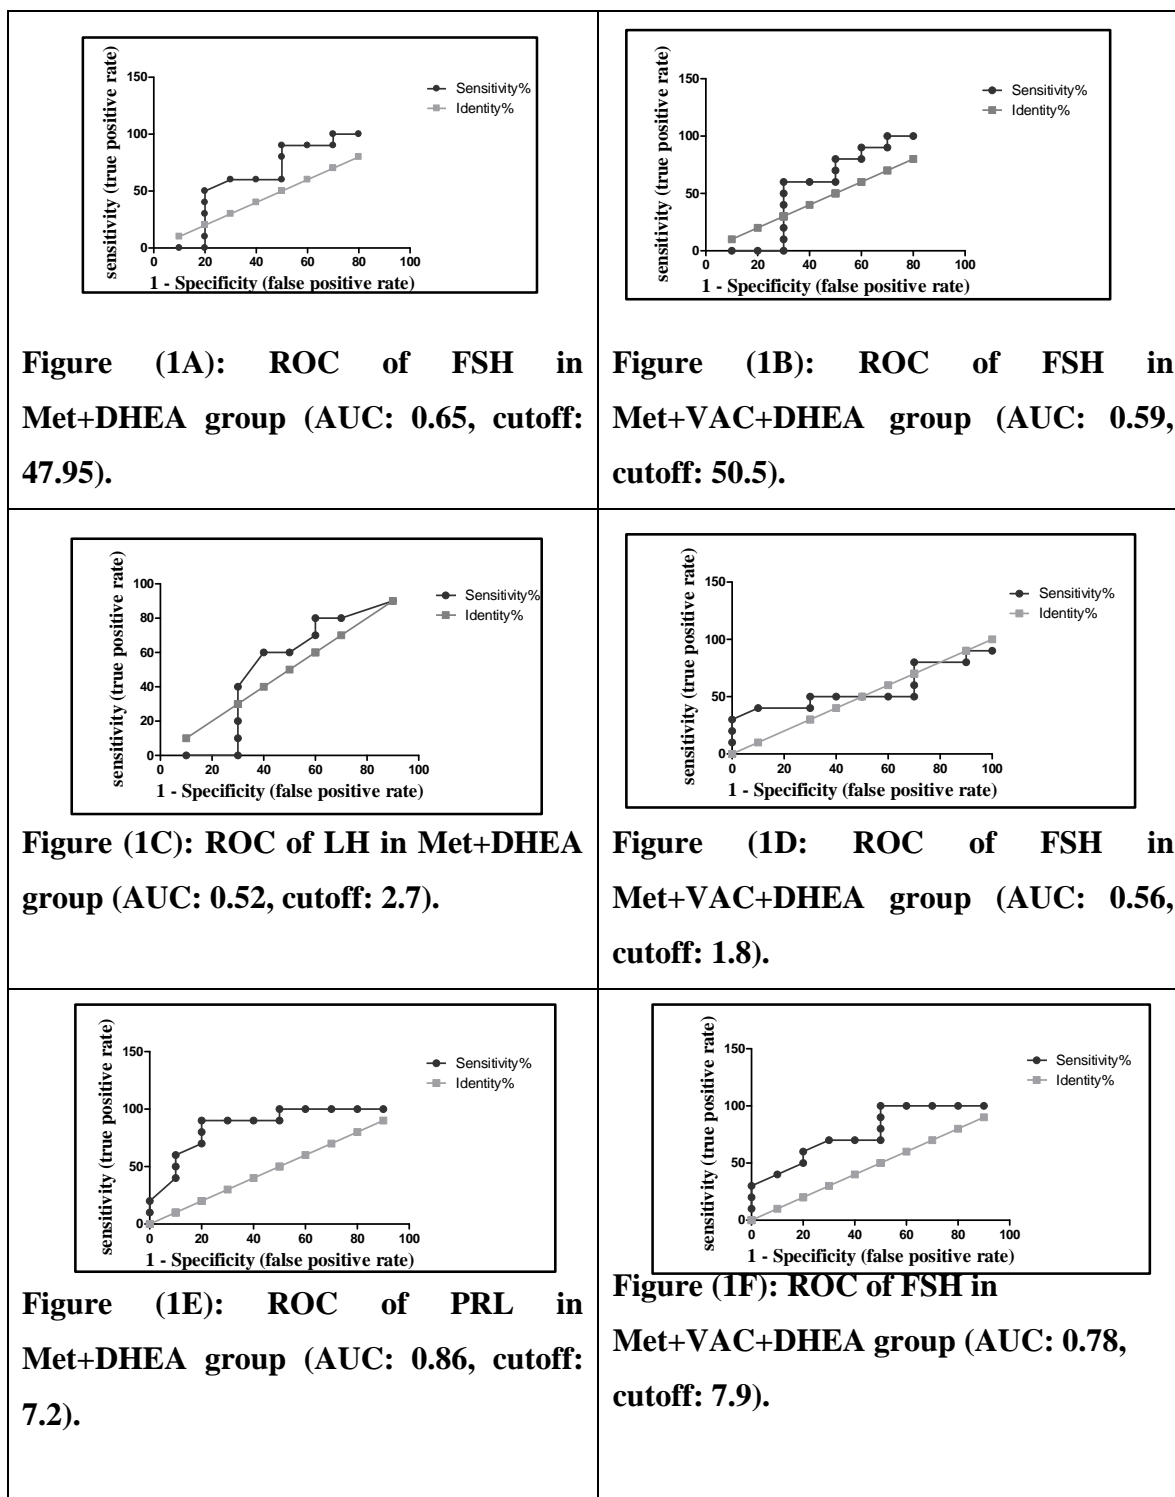 sensitivity (true positive rate)
150
100
50
0
0 20 40 60 80 100
1 - Specificity (false positive rate)
Sensitivity%
Identity%
Figure (1A): ROC of FSH in
Met+DHEA group (AUC: 0.65, cutoff:
47.95).
sensitivity (true positive rate)
150
100
50
0
0 20 40 60 80 100
1 - Specificity (false positive rate)
Sensitivity%
Identity%
Figure (1B): ROC of FSH in
Met+VAC+DHEA group (AUC: 0.59,
cutoff: 50.5).
sensitivity (true positive rate)
100
80
60
40
20
0
0 20 40 60 80 100
1 - Specificity (false positive rate)
Sensitivity%
Identity%
Figure (1C): ROC of LH in Met+DHEA
group (AUC: 0.52, cutoff: 2.7).
sensitivity (true positive rate)
150
100
50
0
0 20 40 60 80 100
1 - Specificity (false positive rate)
Sensitivity%
Identity%
Figure (1D: ROC of FSH in
Met+VAC+DHEA group (AUC: 0.56,
cutoff: 1.8).
sensitivity (true positive rate)
150
100
50
0
0 20 40 60 80 100
1 - Specificity (false positive rate)
Sensitivity%
Identity%
Figure (1E): ROC of PRL in
Met+DHEA group (AUC: 0.86, cutoff:
7.2).
sensitivity (true positive rate)
150
100
50
0
0 20 40 60 80 100
1 - Specificity (false positive rate)
Sensitivity%
Identity%
Figure (1F): ROC of FSH in
Met+VAC+DHEA group (AUC: 0.78,
cutoff: 7.9).